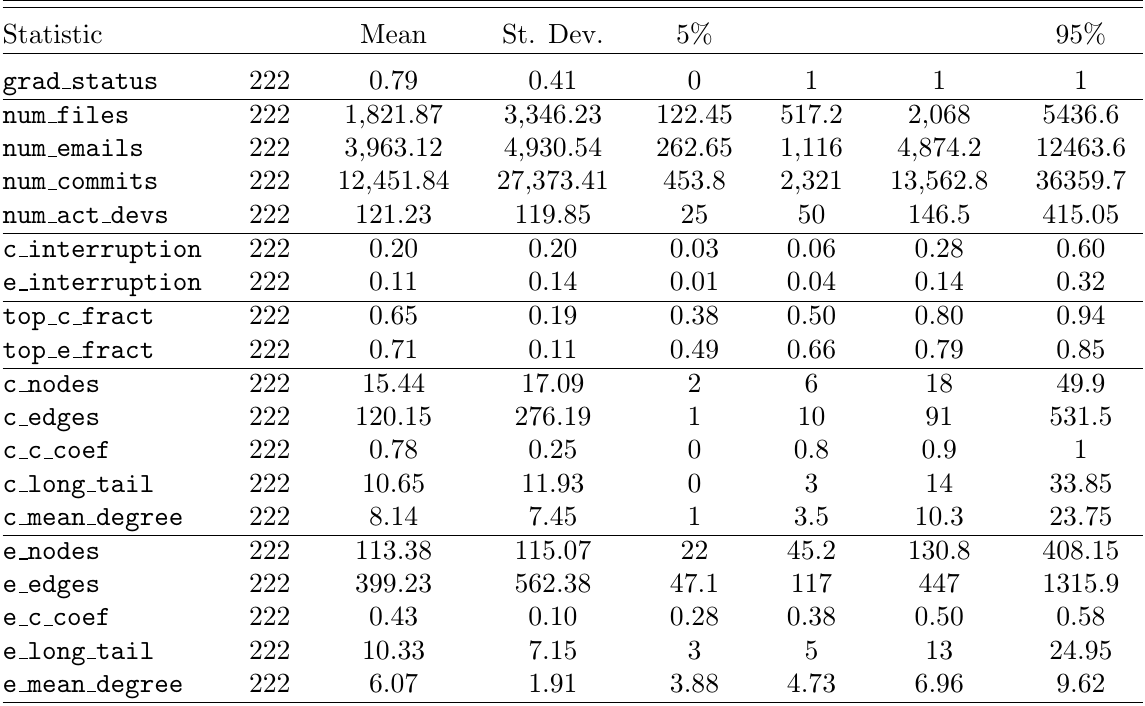 Statistic Mean St. Dev. 5% 95%
grad_status 222 0.79 0.41 0 1 1 1
num_files 222 1,821.87 3,346.23 122.45 517.2 2,068 5436.6
num_emails 222 3,963.12 4,930.54 262.65 1,116 4,874.2 12463.6
num_commits 222 12,451.84 27,373.41 453.8 2,321 13,562.8 36359.7
num_act_devs 222 121.23 119.85 25 50 146.5 415.05
c_interruption 222 0.20 0.20 0.03 0.06 0.28 0.60
e_interruption 222 0.11 0.14 0.01 0.04 0.14 0.32
top_c_fract 222 0.65 0.19 0.38 0.50 0.80 0.94
top_e_fract 222 0.71 0.11 0.49 0.66 0.79 0.85
c_nodes 222 15.44 17.09 2 6 18 49.9
c_edges 222 120.15 276.19 1 10 91 531.5
c_c_coef 222 0.78 0.25 0 0.8 0.9 1
c_long_tail 222 10.65 11.93 0 3 14 33.85
c_mean_degree 222 8.14 7.45 1 3.5 10.3 23.75
e_nodes 222 113.38 115.07 22 45.2 130.8 408.15
e_edges 222 399.23 562.38 47.1 117 447 1315.9
e_c_coef 222 0.43 0.10 0.28 0.38 0.50 0.58
e_long_tail 222 10.33 7.15 3 5 13 24.95
e_mean_degree 222 6.07 1.91 3.88 4.73 6.96 9.62